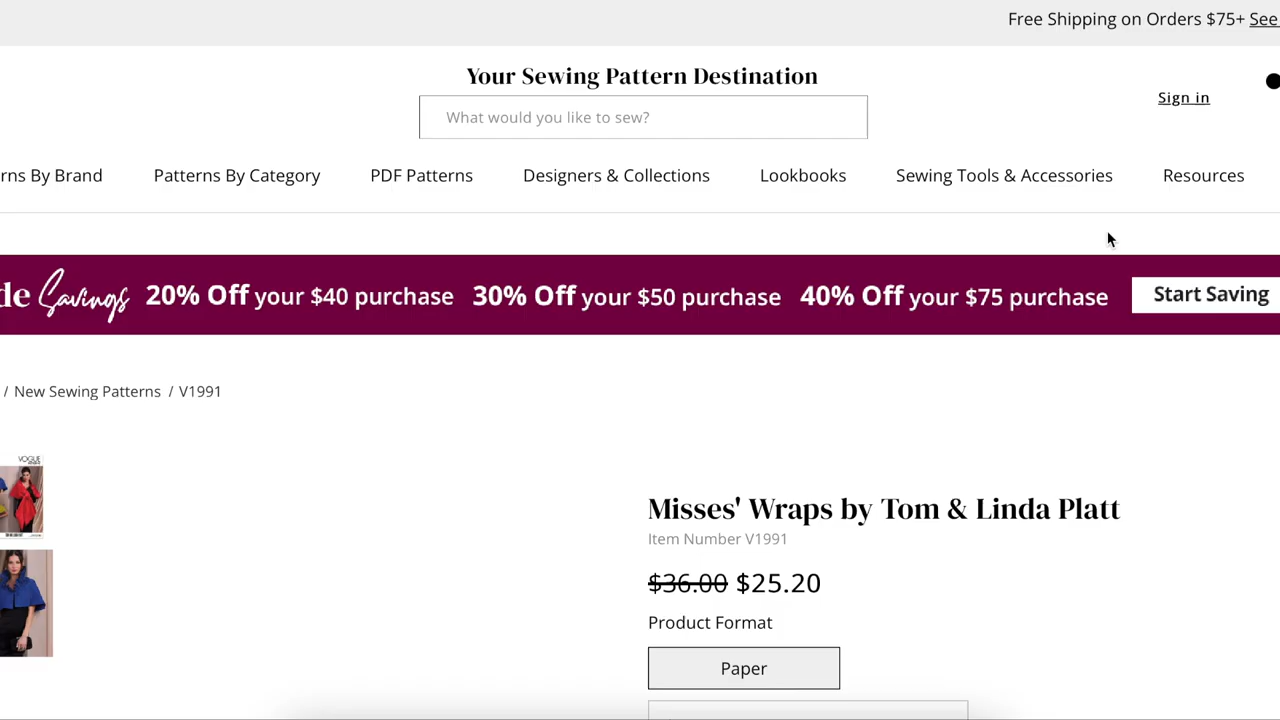 Free Shipping on Orders $75+ See
Your Sewing Pattern Destination
What would you like to sew?
Sign in
rns By Brand
Patterns By Category
PDF Patterns
Designers & Collections
Lookbooks
Sewing Tools & Accessories
Resources
de Savings 20% Off your $40 purchase 30% Off your $50 purchase 40% Off your $75 purchase Start Saving
/ New Sewing Patterns / V1991
VOGUE
Misses' Wraps by Tom & Linda Platt
Item Number V1991
$36.00 $25.20
Product Format
Paper